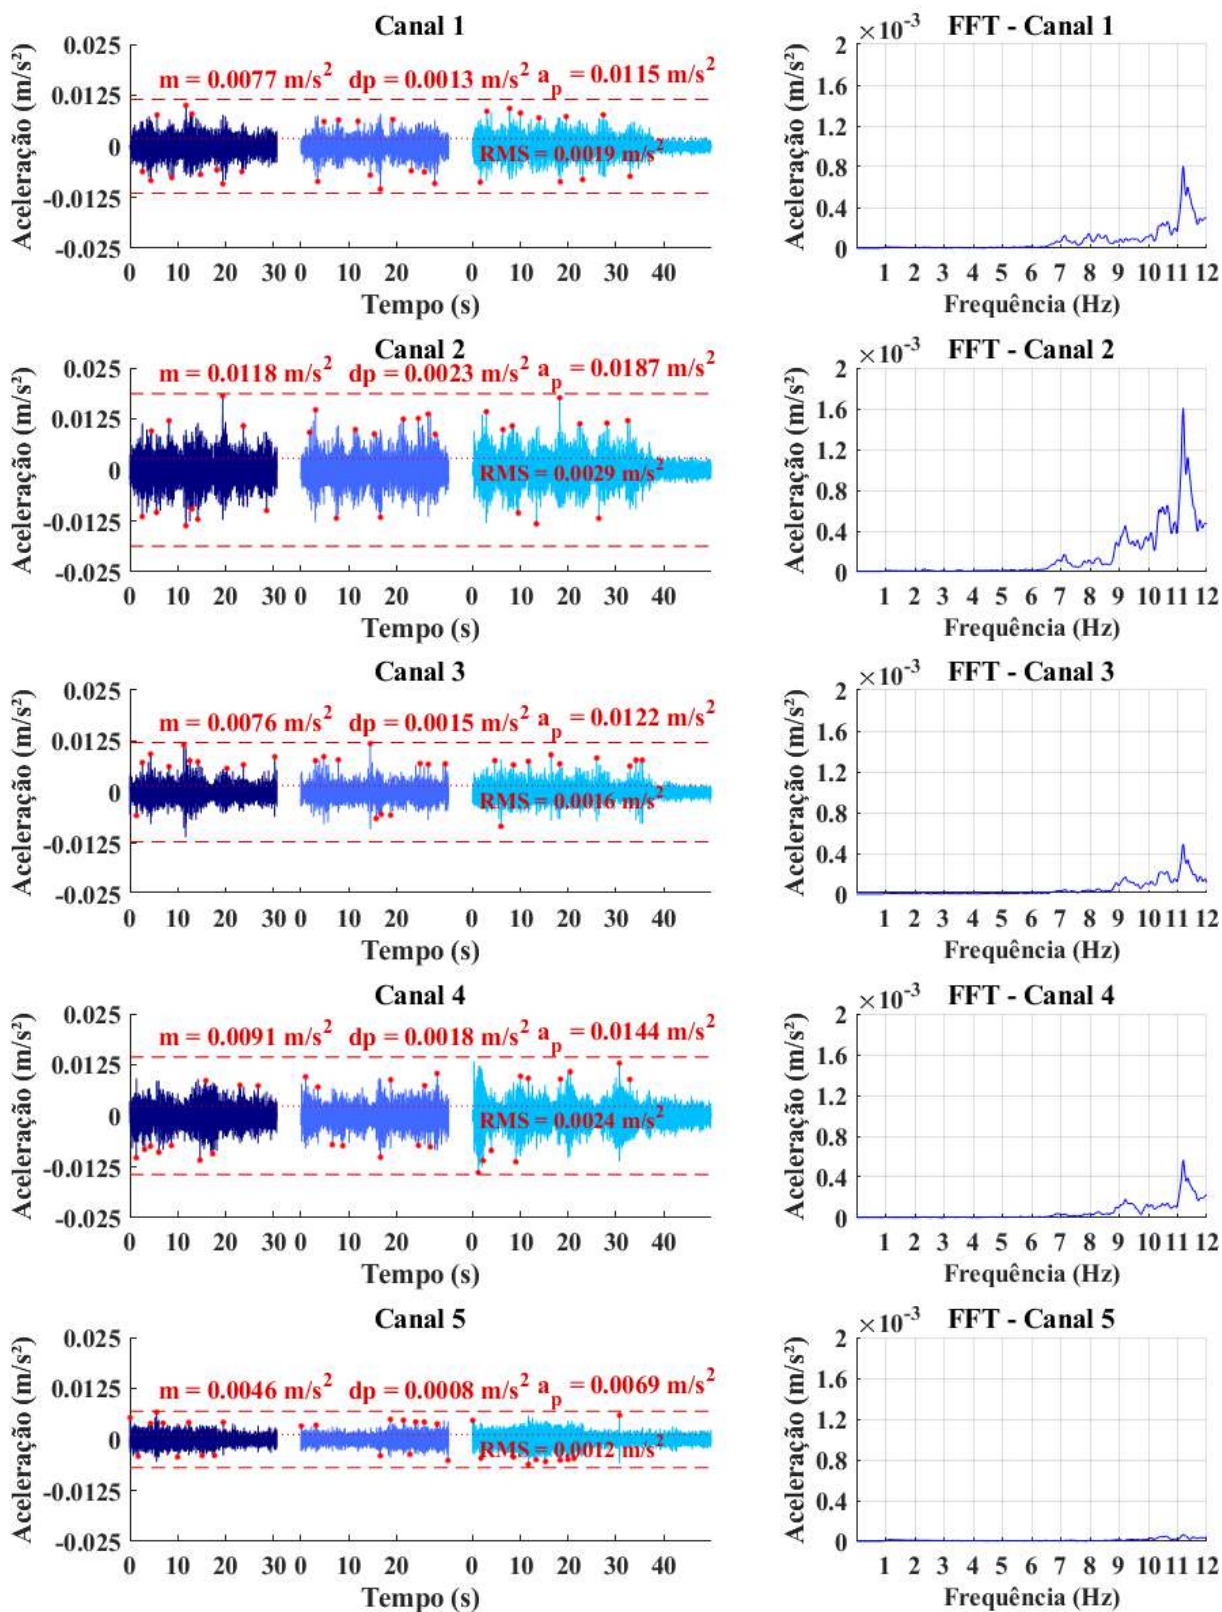 Canal 1
FFT - Canal 1
×10⁻³
Aceleração (m/s²)
0.025
0.0125
0
-0.0125
-0.025
m = 0.0077 m/s² dp = 0.0013 m/s² aₚ = 0.0115 m/s²
RMS = 0.0019 m/s²
0 10 20 30 0 10 20 0 10 20 30 40
Tempo (s)
Aceleração (m/s²)
2
1.6
1.2
0.8
0.4
0
1 2 3 4 5 6 7 8 9 10 11 12
Frequência (Hz)
Canal 2
FFT - Canal 2
×10⁻³
Aceleração (m/s²)
0.025
0.0125
0
-0.0125
-0.025
m = 0.0118 m/s² dp = 0.0023 m/s² aₚ = 0.0187 m/s²
RMS = 0.0029 m/s²
0 10 20 30 0 10 20 0 10 20 30 40
Tempo (s)
Aceleração (m/s²)
2
1.6
1.2
0.8
0.4
0
1 2 3 4 5 6 7 8 9 10 11 12
Frequência (Hz)
Canal 3
FFT - Canal 3
×10⁻³
Aceleração (m/s²)
0.025
0.0125
0
-0.0125
-0.025
m = 0.0076 m/s² dp = 0.0015 m/s² aₚ = 0.0122 m/s²
RMS = 0.0016 m/s²
0 10 20 30 0 10 20 0 10 20 30 40
Tempo (s)
Aceleração (m/s²)
2
1.6
1.2
0.8
0.4
0
1 2 3 4 5 6 7 8 9 10 11 12
Frequência (Hz)
Canal 4
FFT - Canal 4
×10⁻³
Aceleração (m/s²)
0.025
0.0125
0
-0.0125
-0.025
m = 0.0091 m/s² dp = 0.0018 m/s² aₚ = 0.0144 m/s²
RMS = 0.0024 m/s²
0 10 20 30 0 10 20 0 10 20 30 40
Tempo (s)
Aceleração (m/s²)
2
1.6
1.2
0.8
0.4
0
1 2 3 4 5 6 7 8 9 10 11 12
Frequência (Hz)
Canal 5
FFT - Canal 5
×10⁻³
Aceleração (m/s²)
0.025
0.0125
0
-0.0125
-0.025
m = 0.0046 m/s² dp = 0.0008 m/s² aₚ = 0.0069 m/s²
RMS = 0.0012 m/s²
0 10 20 30 0 10 20 0 10 20 30 40
Tempo (s)
Aceleração (m/s²)
2
1.6
1.2
0.8
0.4
0
1 2 3 4 5 6 7 8 9 10 11 12
Frequência (Hz)